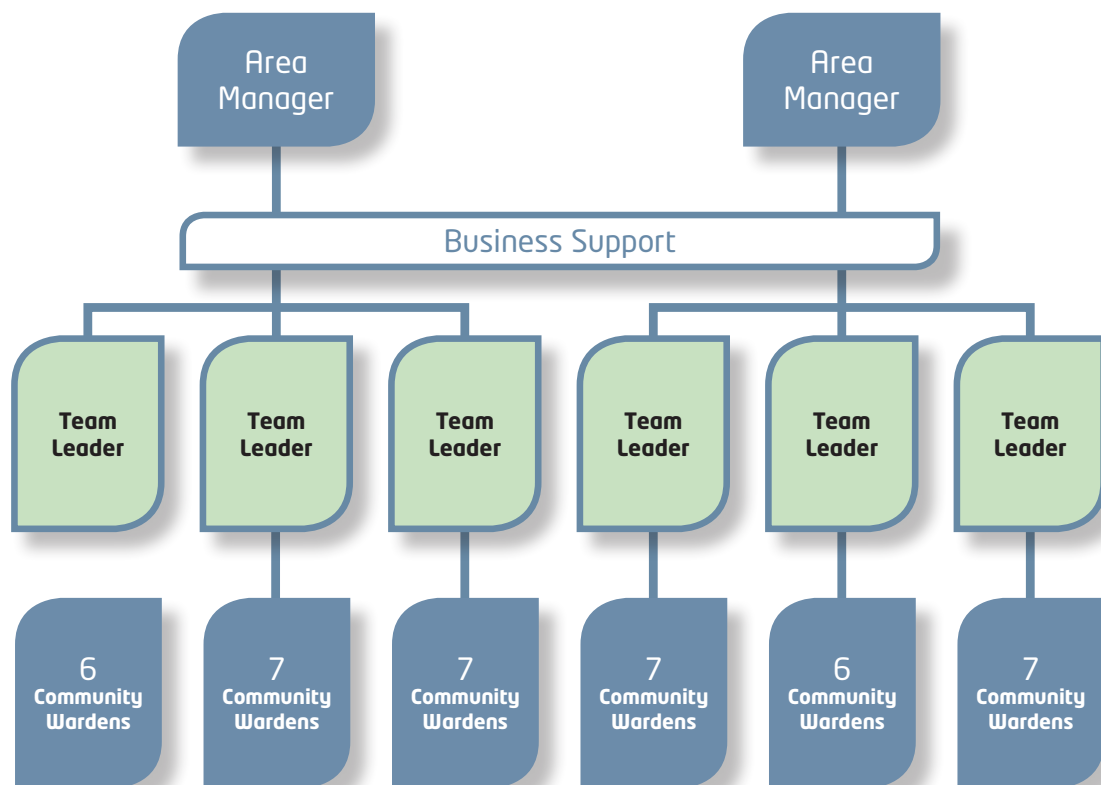 Area
Manager
Area
Manager
Business Support
Team
Leader
Team
Leader
Team
Leader
Team
Leader
Team
Leader
Team
Leader
6
Community
Wardens
7
Community
Wardens
7
Community
Wardens
7
Community
Wardens
6
Community
Wardens
7
Community
Wardens